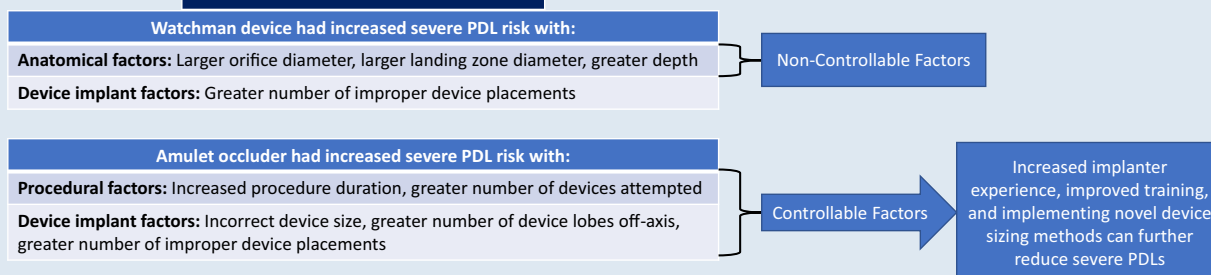 Watchman device had increased severe PDL risk with:
Anatomical factors: Larger orifice diameter, larger landing zone diameter, greater depth
Non-Controllable Factors
Device implant factors: Greater number of improper device placements
Amulet occluder had increased severe PDL risk with:
Procedural factors: Increased procedure duration, greater number of devices attempted
Device implant factors: Incorrect device size, greater number of device lobes off-axis,
greater number of improper device placements
Controllable Factors
Increased implanter
experience, improved training,
and implementing novel device
sizing methods can further
reduce severe PDLs